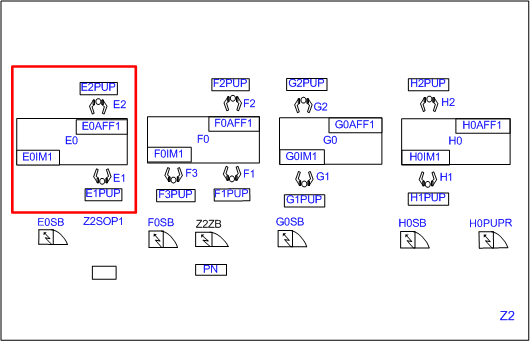 E2PUP F2PUP G2PUP H2PUP
E2 F2 G2 H2
E0AFF1 F0AFF1 G0AFF1 H0AFF1
E0 F0 G0 H0
E0IM1 F0IM1 G0IM1 H0IM1
E1 F3 F1 G1 H1
E1PUP F3PUP F1PUP G1PUP H1PUP
E0SB Z2SOP1 F0SB Z2ZB G0SB H0SB H0PUPR
PN
Z2